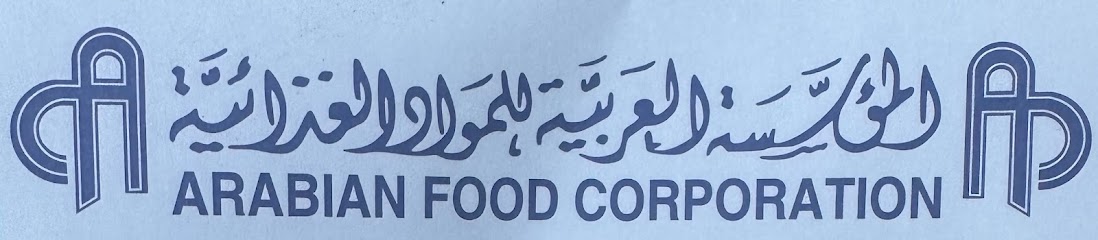 المؤسسة العربية للمواد الغذائية
ARABIAN FOOD CORPORATION